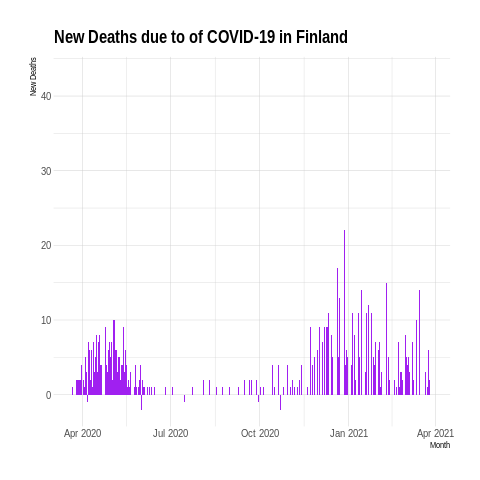 New Deaths due to of COVID-19 in Finland
New Deaths
40
30
20
10
0
Apr 2020 Jul 2020 Oct 2020 Jan 2021 Apr 2021
Month